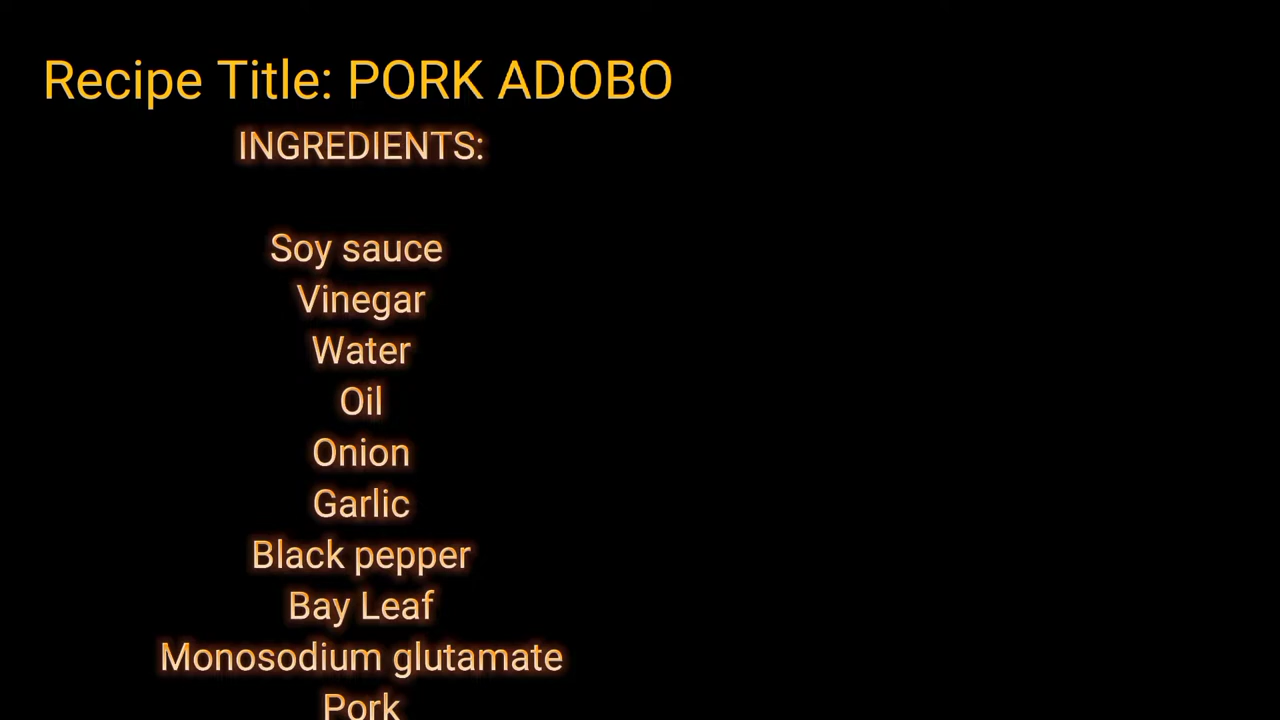 Recipe Title: PORK ADOBO
INGREDIENTS:
Soy sauce
Vinegar
Water
Oil
Onion
Garlic
Black pepper
Bay Leaf
Monosodium glutamate
Pork